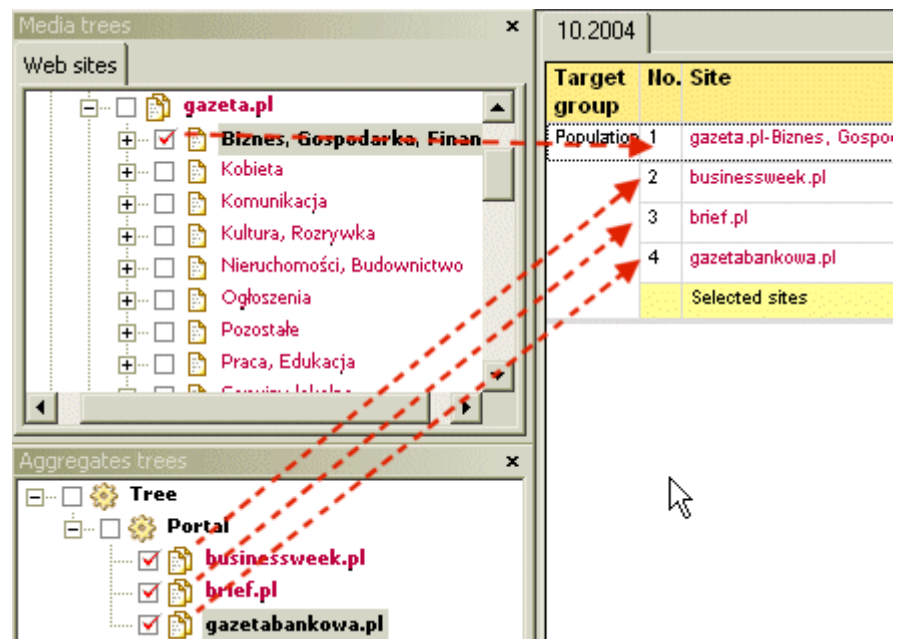 Media trees
Web sites
gazeta.pl
Biznes, Gospodarka, Finan
Kobieta
Komunikacja
Kultura, Rozrywka
Nieruchomości, Budownictwo
Ogłoszenia
Pozostałe
Praca, Edukacja
Aggregates trees
Tree
Portal
businessweek.pl
brief.pl
gazetabankowa.pl
10.2004
Target group No. Site
Population 1 gazeta.pl-Biznes, Gospo
2 businessweek.pl
3 brief.pl
4 gazetabankowa.pl
Selected sites